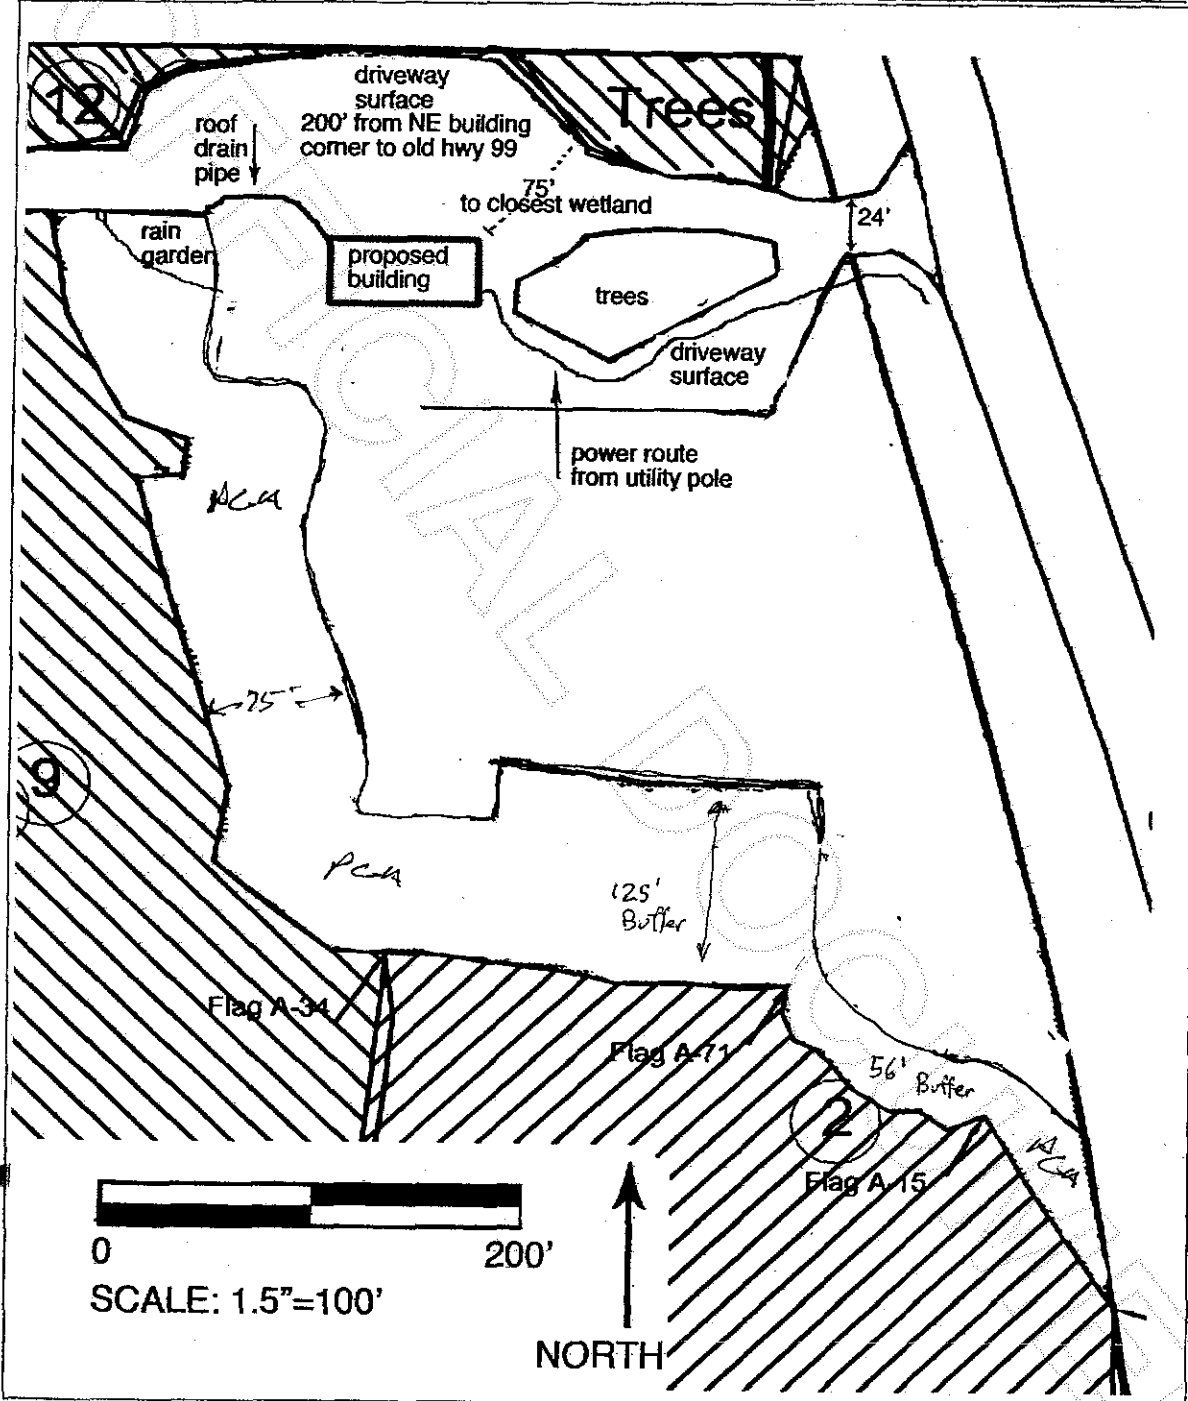 12
driveway
surface
200' from NE building
corner to old hwy 99
Trees
roof
drain
pipe
75'
to closest wetland
24'
rain
garden
proposed
building
trees
driveway
surface
power route
from utility pole
PCA
75'
9
PCA
125'
Buffer
Flag A-34
Flag A-71
56' Buffer
2
PCA
Flag A-15
0
200'
SCALE: 1.5"=100'
NORTH
UNOFFICIAL DOCUMENT